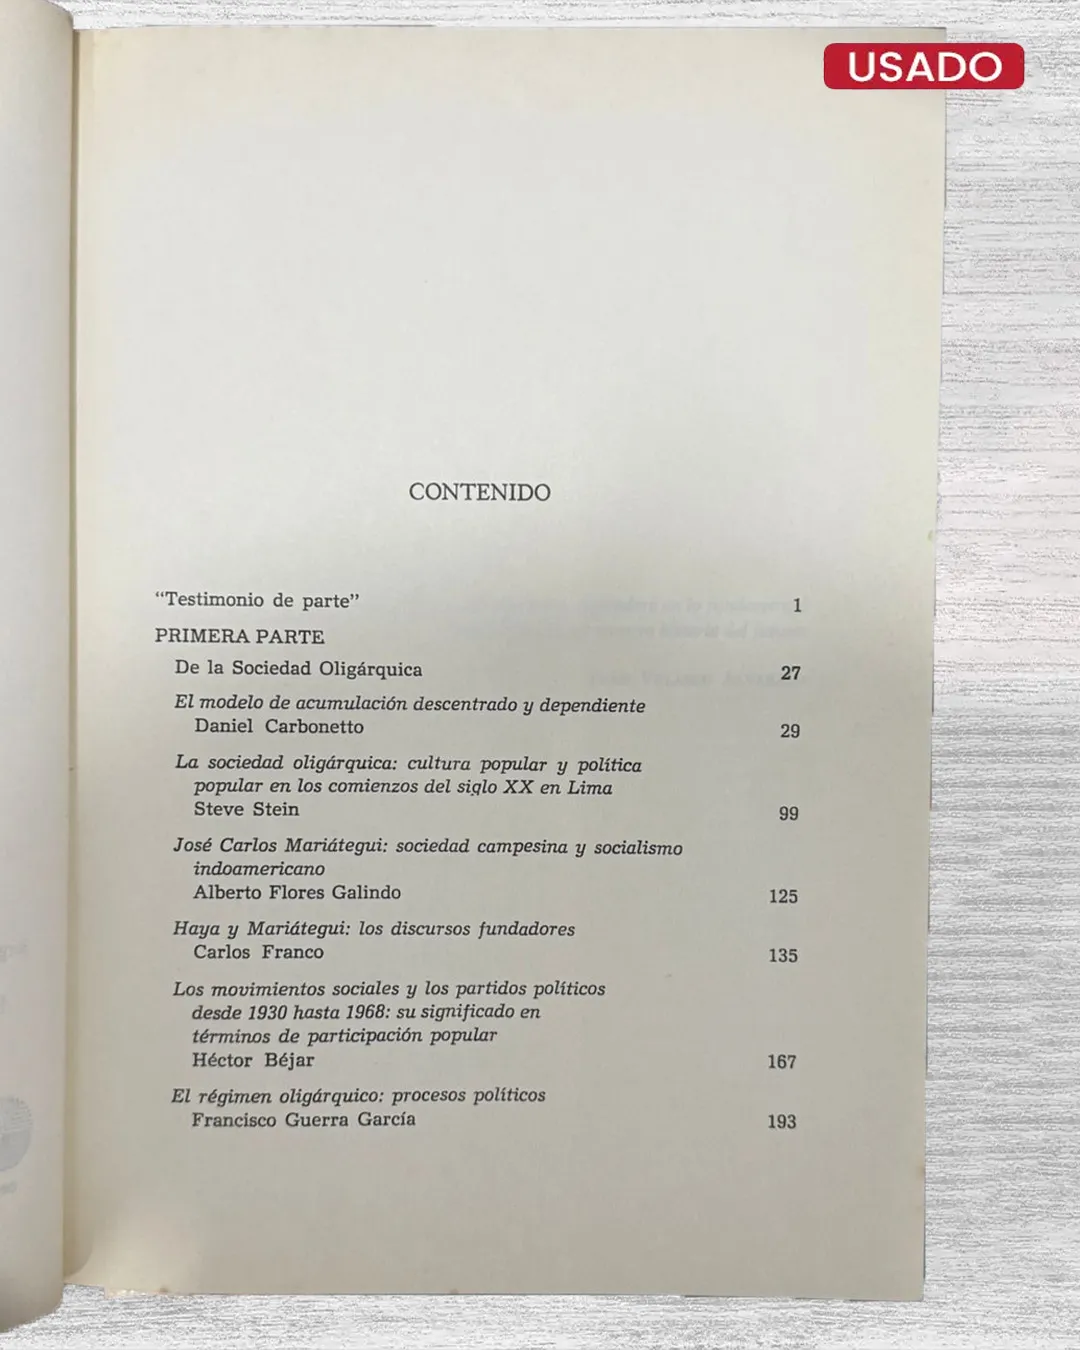 USADO
CONTENIDO
“Testimonio de parte” 1
PRIMERA PARTE
De la Sociedad Oligárquica 27
El modelo de acumulación descentrado y dependiente
Daniel Carbonetto 29
La sociedad oligárquica: cultura popular y política
popular en los comienzos del siglo XX en Lima
Steve Stein 99
José Carlos Mariátegui: sociedad campesina y socialismo
indoamericano
Alberto Flores Galindo 125
Haya y Mariátegui: los discursos fundadores
Carlos Franco 135
Los movimientos sociales y los partidos políticos
desde 1930 hasta 1968: su significado en
términos de participación popular
Héctor Béjar 167
El régimen oligárquico: procesos políticos
Francisco Guerra García 193